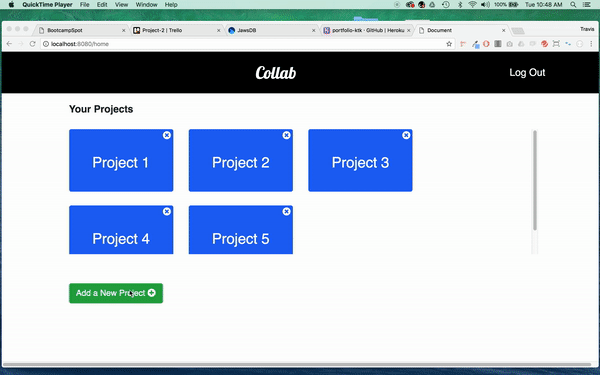 QuickTime Player File Edit View Window Help 100% Tue 10:48 AM
BootcampSpot Project-2 | Trello JawsDB portfolio-ktk · GitHub | Heroku Document Travis
localhost:8080/home
Collab Log Out
Your Projects
Project 1 Project 2 Project 3
Project 4 Project 5
Add a New Project